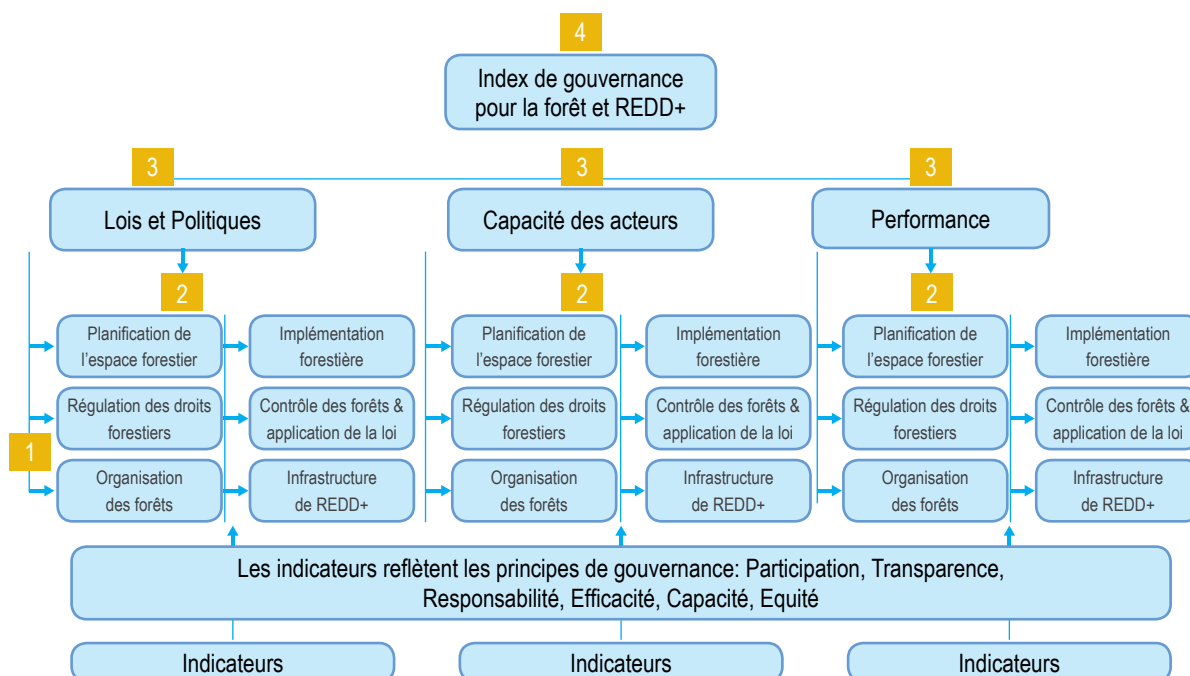 4
Index de gouvernance
pour la forêt et REDD+
3
3
3
Lois et Politiques
Capacité des acteurs
Performance
2
2
2
Planification de
l'espace forestier
Implémentation
forestière
Planification de
l'espace forestier
Implémentation
forestière
Planification de
l'espace forestier
Implémentation
forestière
1
Régulation des droits
forestiers
Contrôle des forêts &
application de la loi
Régulation des droits
forestiers
Contrôle des forêts &
application de la loi
Régulation des droits
forestiers
Contrôle des forêts &
application de la loi
Organisation
des forêts
Infrastructure
de REDD+
Organisation
des forêts
Infrastructure
de REDD+
Organisation
des forêts
Infrastructure
de REDD+
Les indicateurs reflètent les principes de gouvernance: Participation, Transparence,
Responsabilité, Efficacité, Capacité, Equité
Indicateurs
Indicateurs
Indicateurs